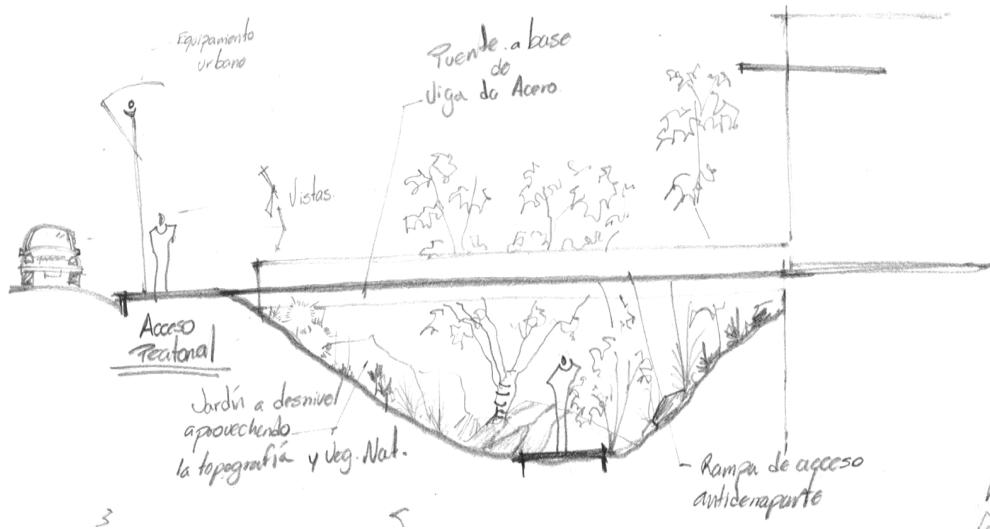 Equipamiento
urbano
Puente a base
de
Viga de Acero
Vistas
Acceso
Peatonal
Jardín a desnivel
aprovechando
la topografía y Veg. Nat.
Rampa de acceso
antiderrapante
3